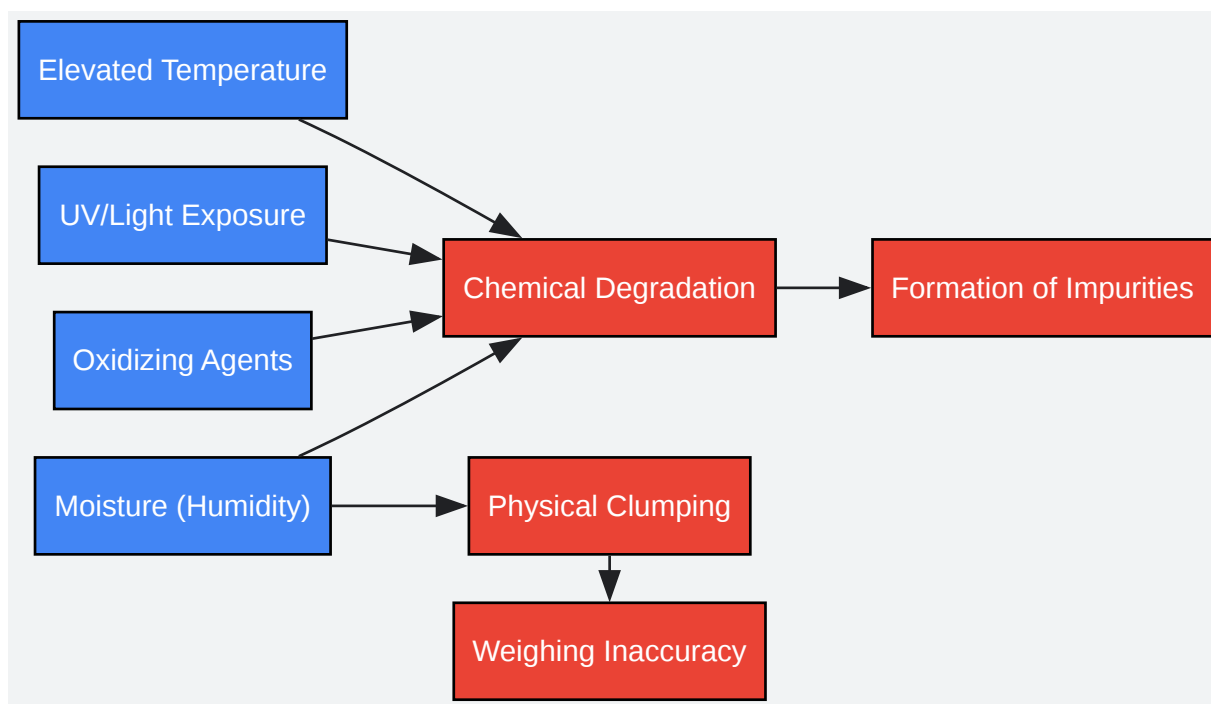 Elevated Temperature
UV/Light Exposure
Chemical Degradation
Formation of Impurities
Oxidizing Agents
Moisture (Humidity)
Physical Clumping
Weighing Inaccuracy